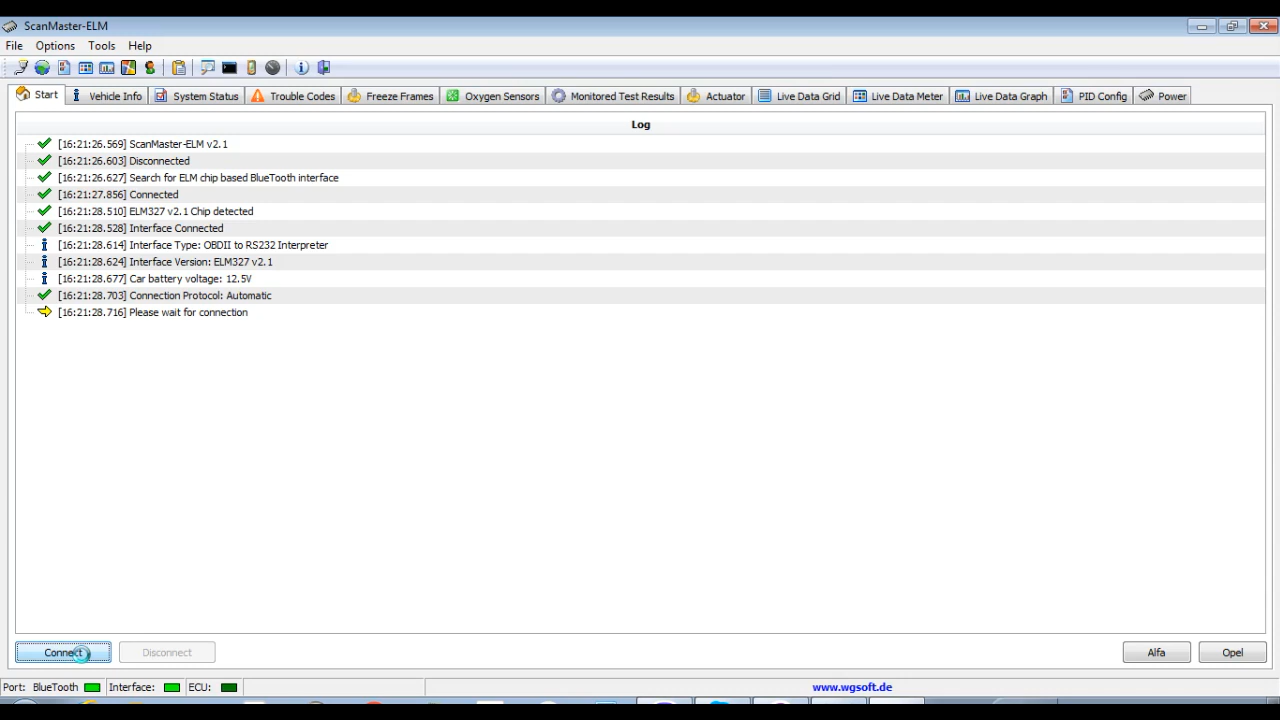 ScanMaster-ELM
File Options Tools Help
Start Vehicle Info System Status Trouble Codes Freeze Frames Oxygen Sensors Monitored Test Results Actuator Live Data Grid Live Data Meter Live Data Graph PID Config Power
Log
[16:21:26.569] ScanMaster-ELM v2.1
[16:21:26.603] Disconnected
[16:21:26.627] Search for ELM chip based BlueTooth interface
[16:21:27.856] Connected
[16:21:28.510] ELM327 v2.1 Chip detected
[16:21:28.528] Interface Connected
[16:21:28.614] Interface Type: OBDII to RS232 Interpreter
[16:21:28.624] Interface Version: ELM327 v2.1
[16:21:28.677] Car battery voltage: 12.5V
[16:21:28.703] Connection Protocol: Automatic
[16:21:28.716] Please wait for connection
Connect Disconnect Alfa Opel
Port: BlueTooth Interface: ECU: www.wgsoft.de